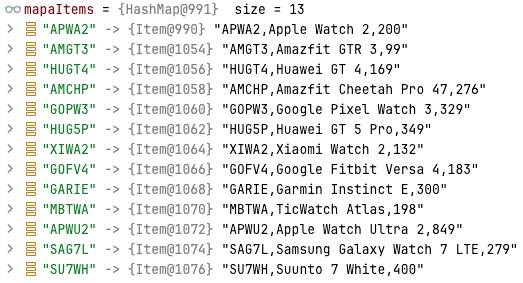 mapaItems = {HashMap@991} size = 13
"APWA2" -> {Item@990} "APWA2,Apple Watch 2,200"
"AMGT3" -> {Item@1054} "AMGT3,Amazfit GTR 3,99"
"HUGT4" -> {Item@1056} "HUGT4,Huawei GT 4,169"
"AMCHP" -> {Item@1058} "AMCHP,Amazfit Cheetah Pro 47,276"
"GOPW3" -> {Item@1060} "GOPW3,Google Pixel Watch 3,329"
"HUG5P" -> {Item@1062} "HUG5P,Huawei GT 5 Pro,349"
"XIWA2" -> {Item@1064} "XIWA2,Xiaomi Watch 2,132"
"GOFV4" -> {Item@1066} "GOFV4,Google Fitbit Versa 4,183"
"GARIE" -> {Item@1068} "GARIE,Garmin Instinct E,300"
"MBTWA" -> {Item@1070} "MBTWA,TicWatch Atlas,198"
"APWU2" -> {Item@1072} "APWU2,Apple Watch Ultra 2,849"
"SAG7L" -> {Item@1074} "SAG7L,Samsung Galaxy Watch 7 LTE,279"
"SU7WH" -> {Item@1076} "SU7WH,Suunto 7 White,400"